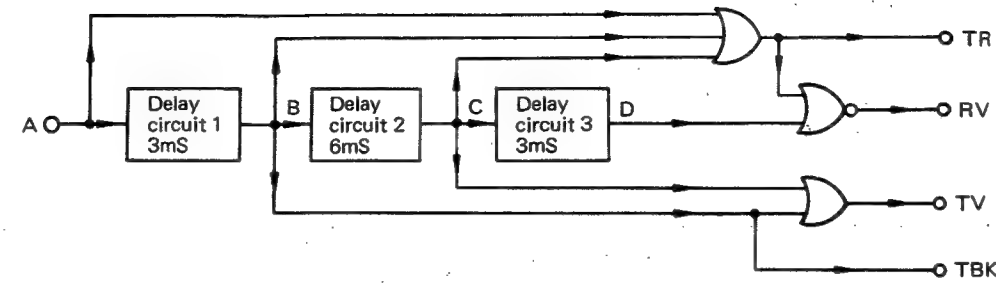 TR
A
Delay
circuit 1
3mS
B
Delay
circuit 2
6mS
C
Delay
circuit 3
3mS
D
RV
TV
TBK